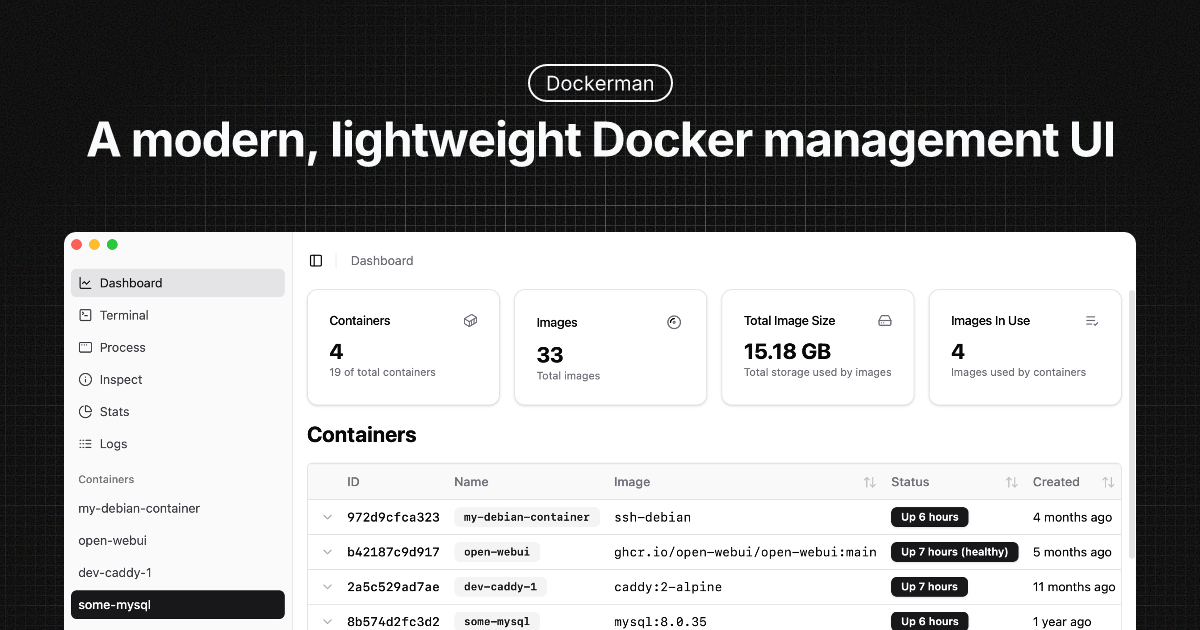 Dockerman
A modern, lightweight Docker management UI
Dashboard
Terminal
Process
Inspect
Stats
Logs
Containers
my-debian-container
open-webui
dev-caddy-1
some-mysql
Dashboard
Containers
4
19 of total containers
Images
33
Total images
Total Image Size
15.18 GB
Total storage used by images
Images In Use
4
Images used by containers
Containers
ID Name Image Status Created
972d9cfca323 my-debian-container ssh-debian Up 6 hours 4 months ago
b42187c9d917 open-webui ghcr.io/open-webui/open-webui:main Up 7 hours (healthy) 5 months ago
2a5c529ad7ae dev-caddy-1 caddy:2-alpine Up 7 hours 11 months ago
8b574d2fc3d2 some-mysql mysql:8.0.35 Up 6 hours 1 year ago